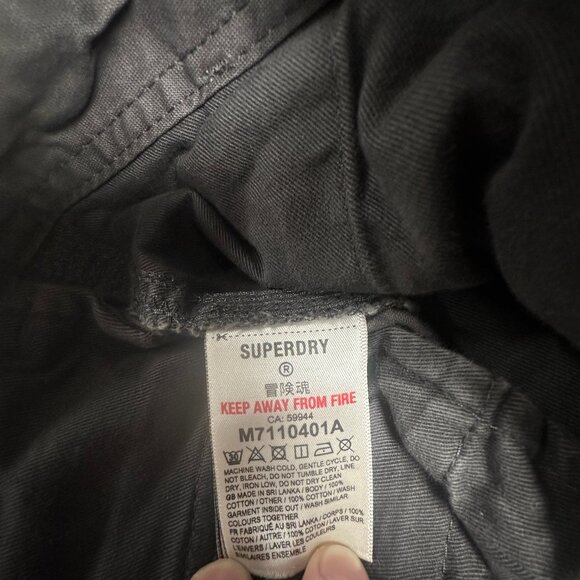 SUPERDRY
®
冒険魂
KEEP AWAY FROM FIRE
CA: 59944
M7110401A
30
MACHINE WASH COLD, GENTLE CYCLE, DO
NOT BLEACH, DO NOT TUMBLE DRY, LINE
DRY, IRON LOW, DO NOT DRY CLEAN
GB MADE IN SRI LANKA / BODY / 100%
COTTON / OTHER / 100% COTTON / WASH
GARMENT INSIDE OUT / WASH SIMILAR
COLOURS TOGETHER
FR FABRIQUÉ AU SRI LANKA / CORPS / 100%
COTON / AUTRE / 100% COTON / LAVER SUR
L'ENVERS / LAVER LES COULEURS
SIMILAIRES ENSEMBLE